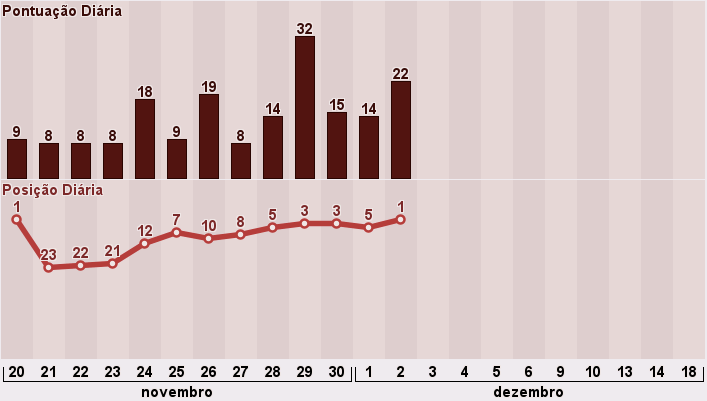 Pontuação Diária
9 8 8 8 18 9 19 8 14 32 15 14 22
Posição Diária
1 23 22 21 12 7 10 8 5 3 3 5 1
20 21 22 23 24 25 26 27 28 29 30 1 2 3 4 5 6 9 10 13 14 18
novembro dezembro